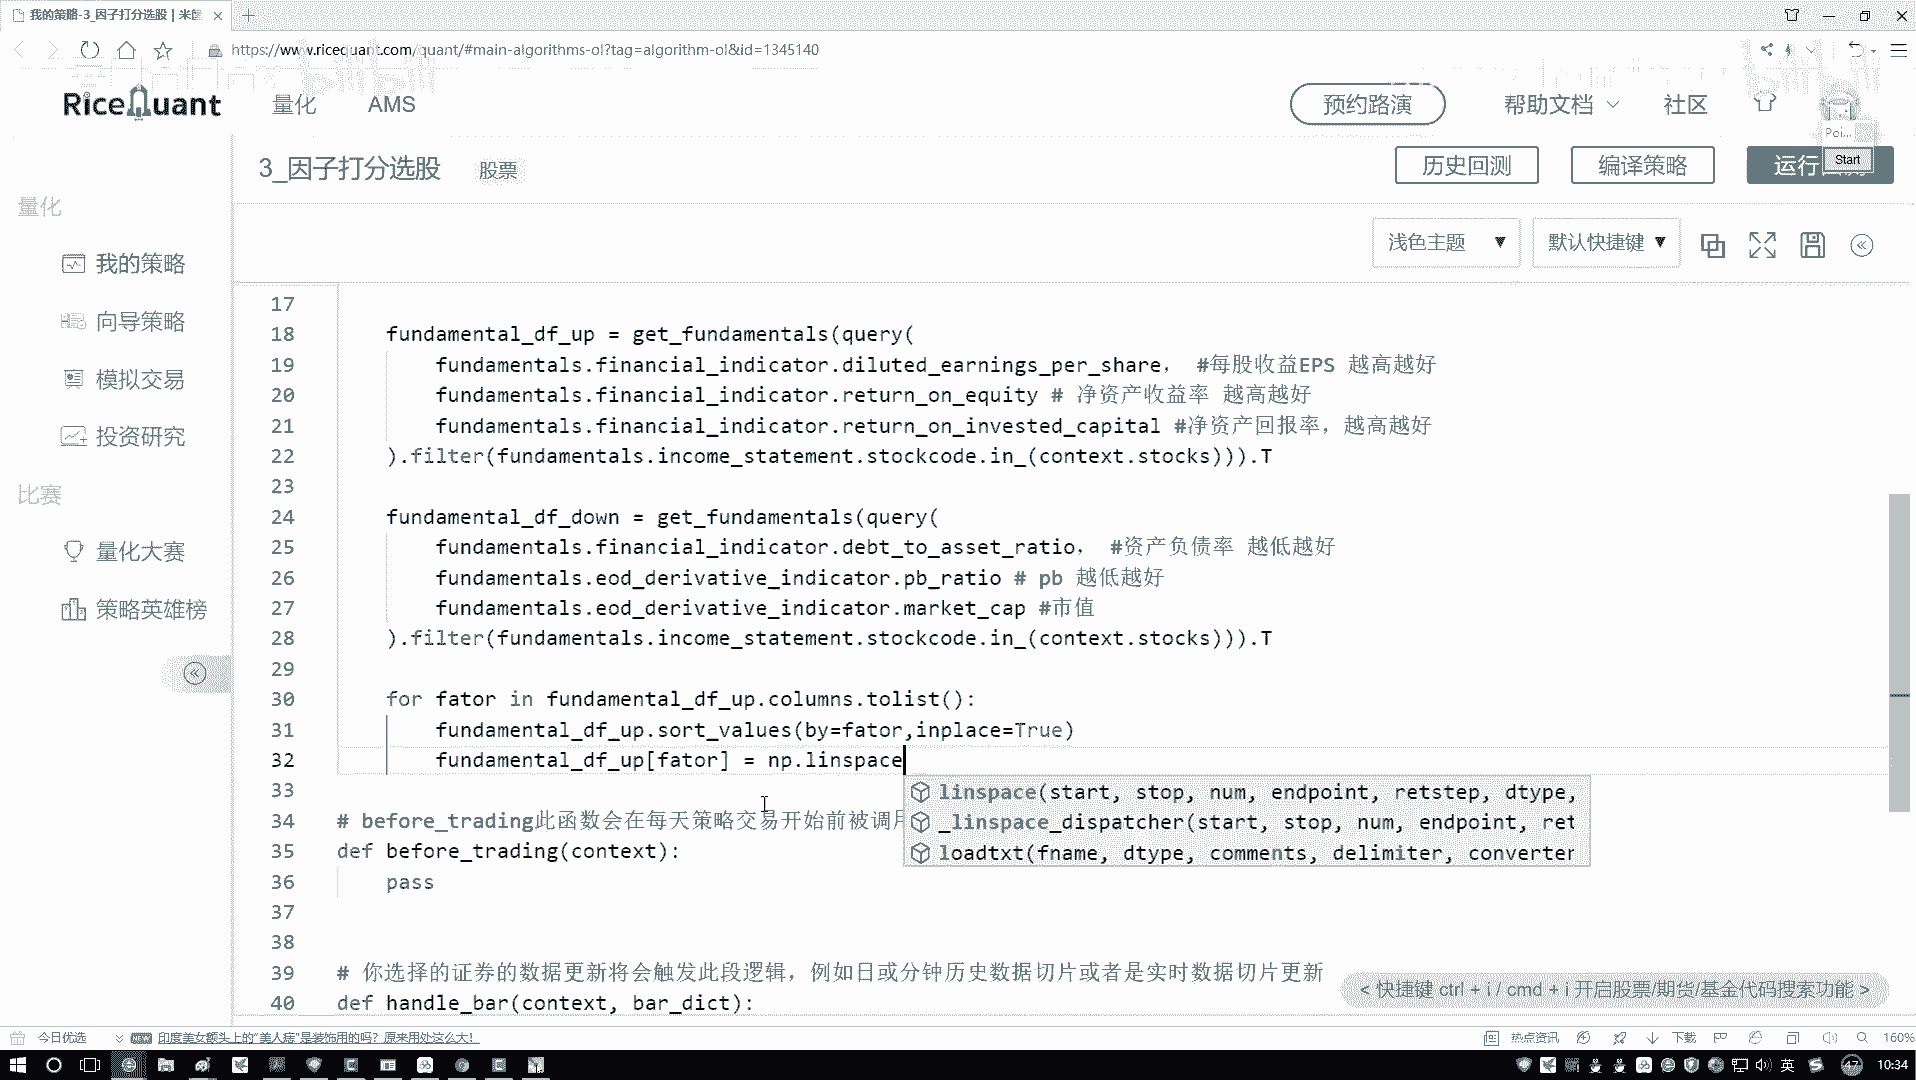 我的策略-3_因子打分选股 | 米
https://www.ricequant.com/quant/#main-algorithms-ol?tag=algorithm-ol&id=1345140
RiceQuant
量化
AMS
预约路演
帮助文档
社区
Poi...
Start
3_因子打分选股
股票
历史回测
编译策略
运行
量化
我的策略
向导策略
模拟交易
投资研究
比赛
量化大赛
策略英雄榜
浅色主题
默认快捷键
17
18 fundamental_df_up = get_fundamentals(query(
19 fundamentals.financial_indicator.diluted_earnings_per_share， #每股收益EPS 越高越好
20 fundamentals.financial_indicator.return_on_equity # 净资产收益率 越高越好
21 fundamentals.financial_indicator.return_on_invested_capital #净资产回报率，越高越好
22 ).filter(fundamentals.income_statement.stockcode.in_(context.stocks))).T
23
24 fundamental_df_down = get_fundamentals(query(
25 fundamentals.financial_indicator.debt_to_asset_ratio， #资产负债率 越低越好
26 fundamentals.eod_derivative_indicator.pb_ratio # pb 越低越好
27 fundamentals.eod_derivative_indicator.market_cap #市值
28 ).filter(fundamentals.income_statement.stockcode.in_(context.stocks))).T
29
30 for fator in fundamental_df_up.columns.tolist():
31 fundamental_df_up.sort_values(by=fator,inplace=True)
32 fundamental_df_up[fator] = np.linspace
33
linspace(start, stop, num, endpoint, retstep, dtype,
34 # before_trading此函数会在每天策略交易开始前被调用
_linspace_dispatcher(start, stop, num, endpoint, ret
35 def before_trading(context):
loadtxt(fname, dtype, comments, delimiter, converter
36 pass
37
38
39 # 你选择的证券的数据更新将会触发此段逻辑，例如日或分钟历史数据切片或者是实时数据切片更新
40 def handle_bar(context, bar_dict):
< 快捷键 ctrl + i / cmd + i 开启股票/期货/基金代码搜索功能 >
今日优选
NEW
印度美女额头上的“美人痣”是装饰用的吗？原来用处这么大！
热点资讯
下载
160%
英
47
10:34